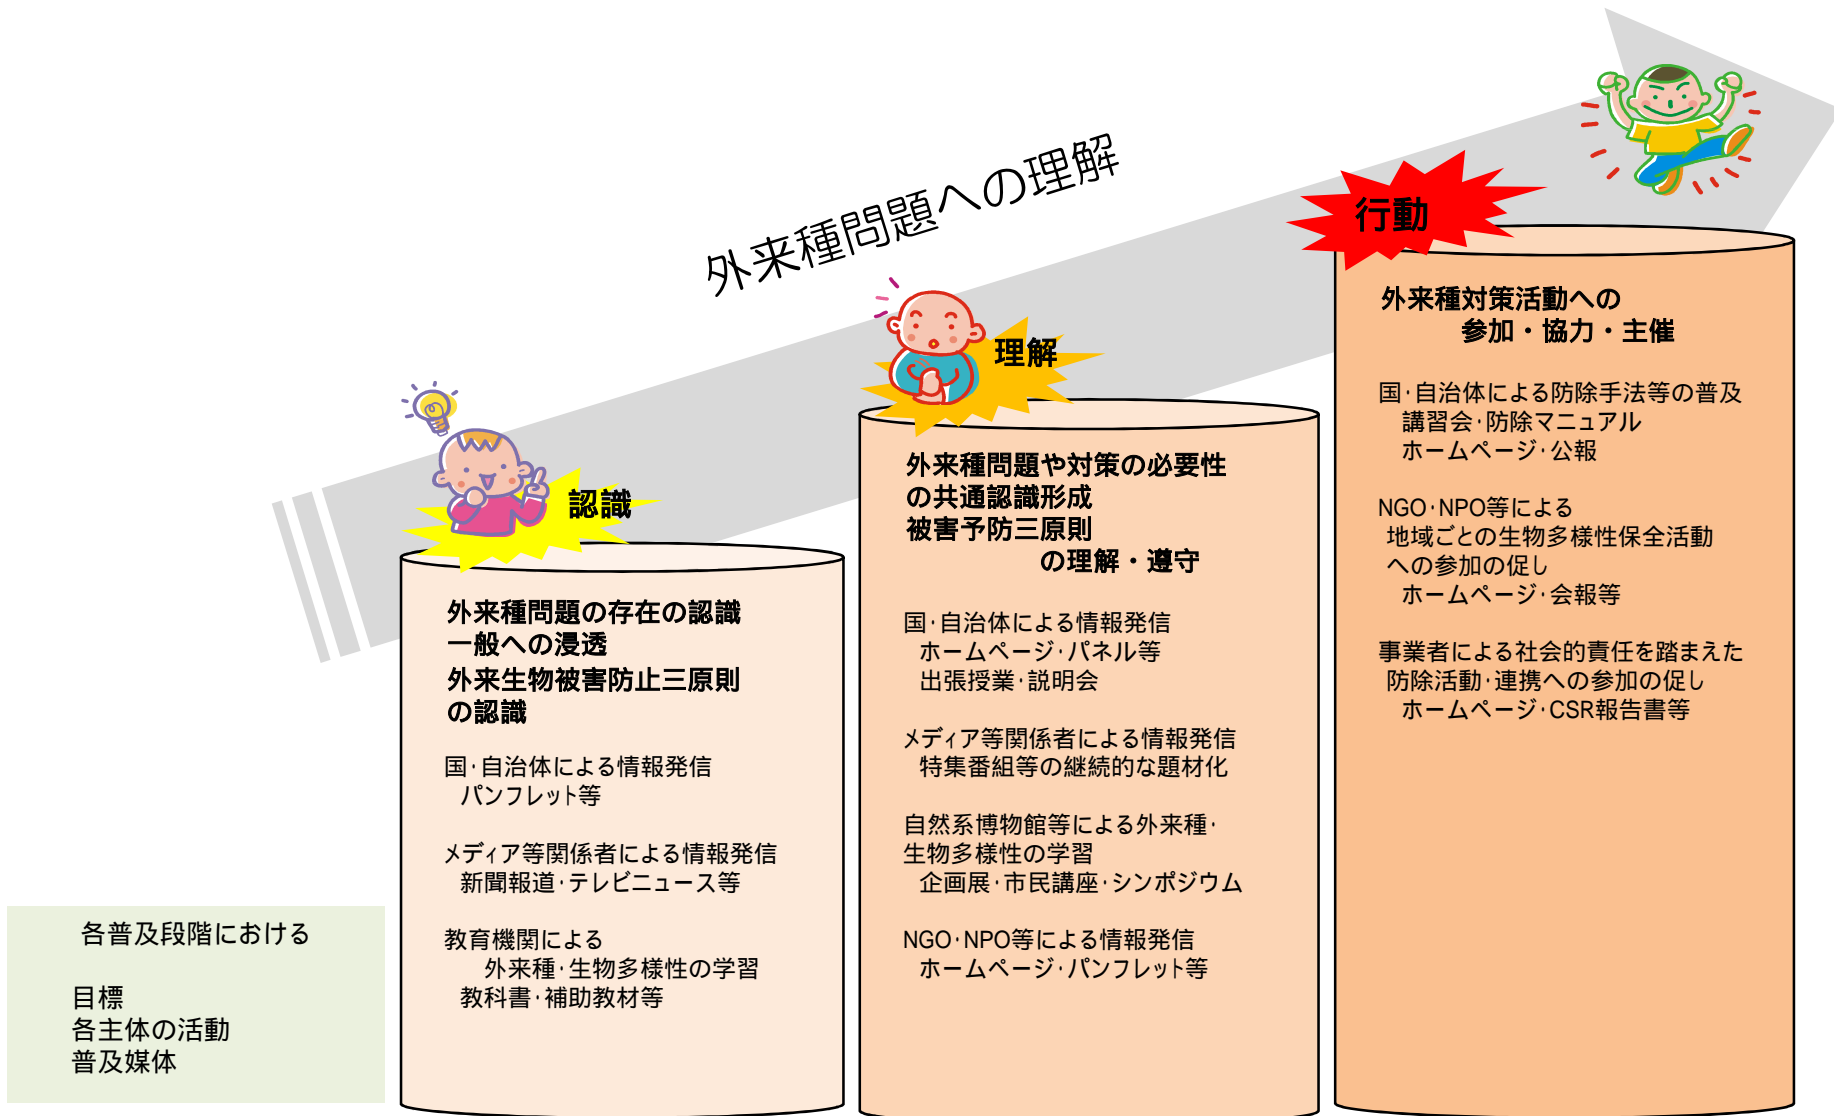 外来種問題への理解
認識
外来種問題の存在の認識
一般への浸透
外来生物被害防止三原則
の認識
国・自治体による情報発信
パンフレット等
メディア等関係者による情報発信
新聞報道・テレビニュース等
教育機関による
外来種・生物多様性の学習
教科書・補助教材等
理解
外来種問題や対策の必要性
の共通認識形成
被害予防三原則
の理解・遵守
国・自治体による情報発信
ホームページ・パネル等
出張授業・説明会
メディア等関係者による情報発信
特集番組等の継続的な題材化
自然系博物館等による外来種・
生物多様性の学習
企画展・市民講座・シンポジウム
NGO・NPO等による情報発信
ホームページ・パンフレット等
行動
外来種対策活動への
参加・協力・主催
国・自治体による防除手法等の普及
講習会・防除マニュアル
ホームページ・公報
NGO・NPO等による
地域ごとの生物多様性保全活動
への参加の促し
ホームページ・会報等
事業者による社会的責任を踏まえた
防除活動・連携への参加の促し
ホームページ・CSR報告書等
各普及段階における
目標
各主体の活動
普及媒体